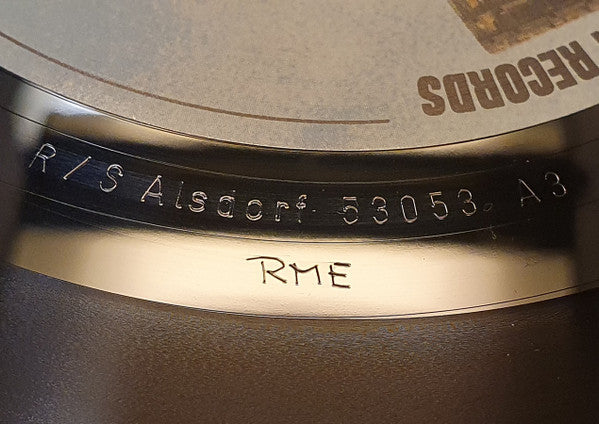 RECORDS
R / S Alsdorf 53053 A3
RME